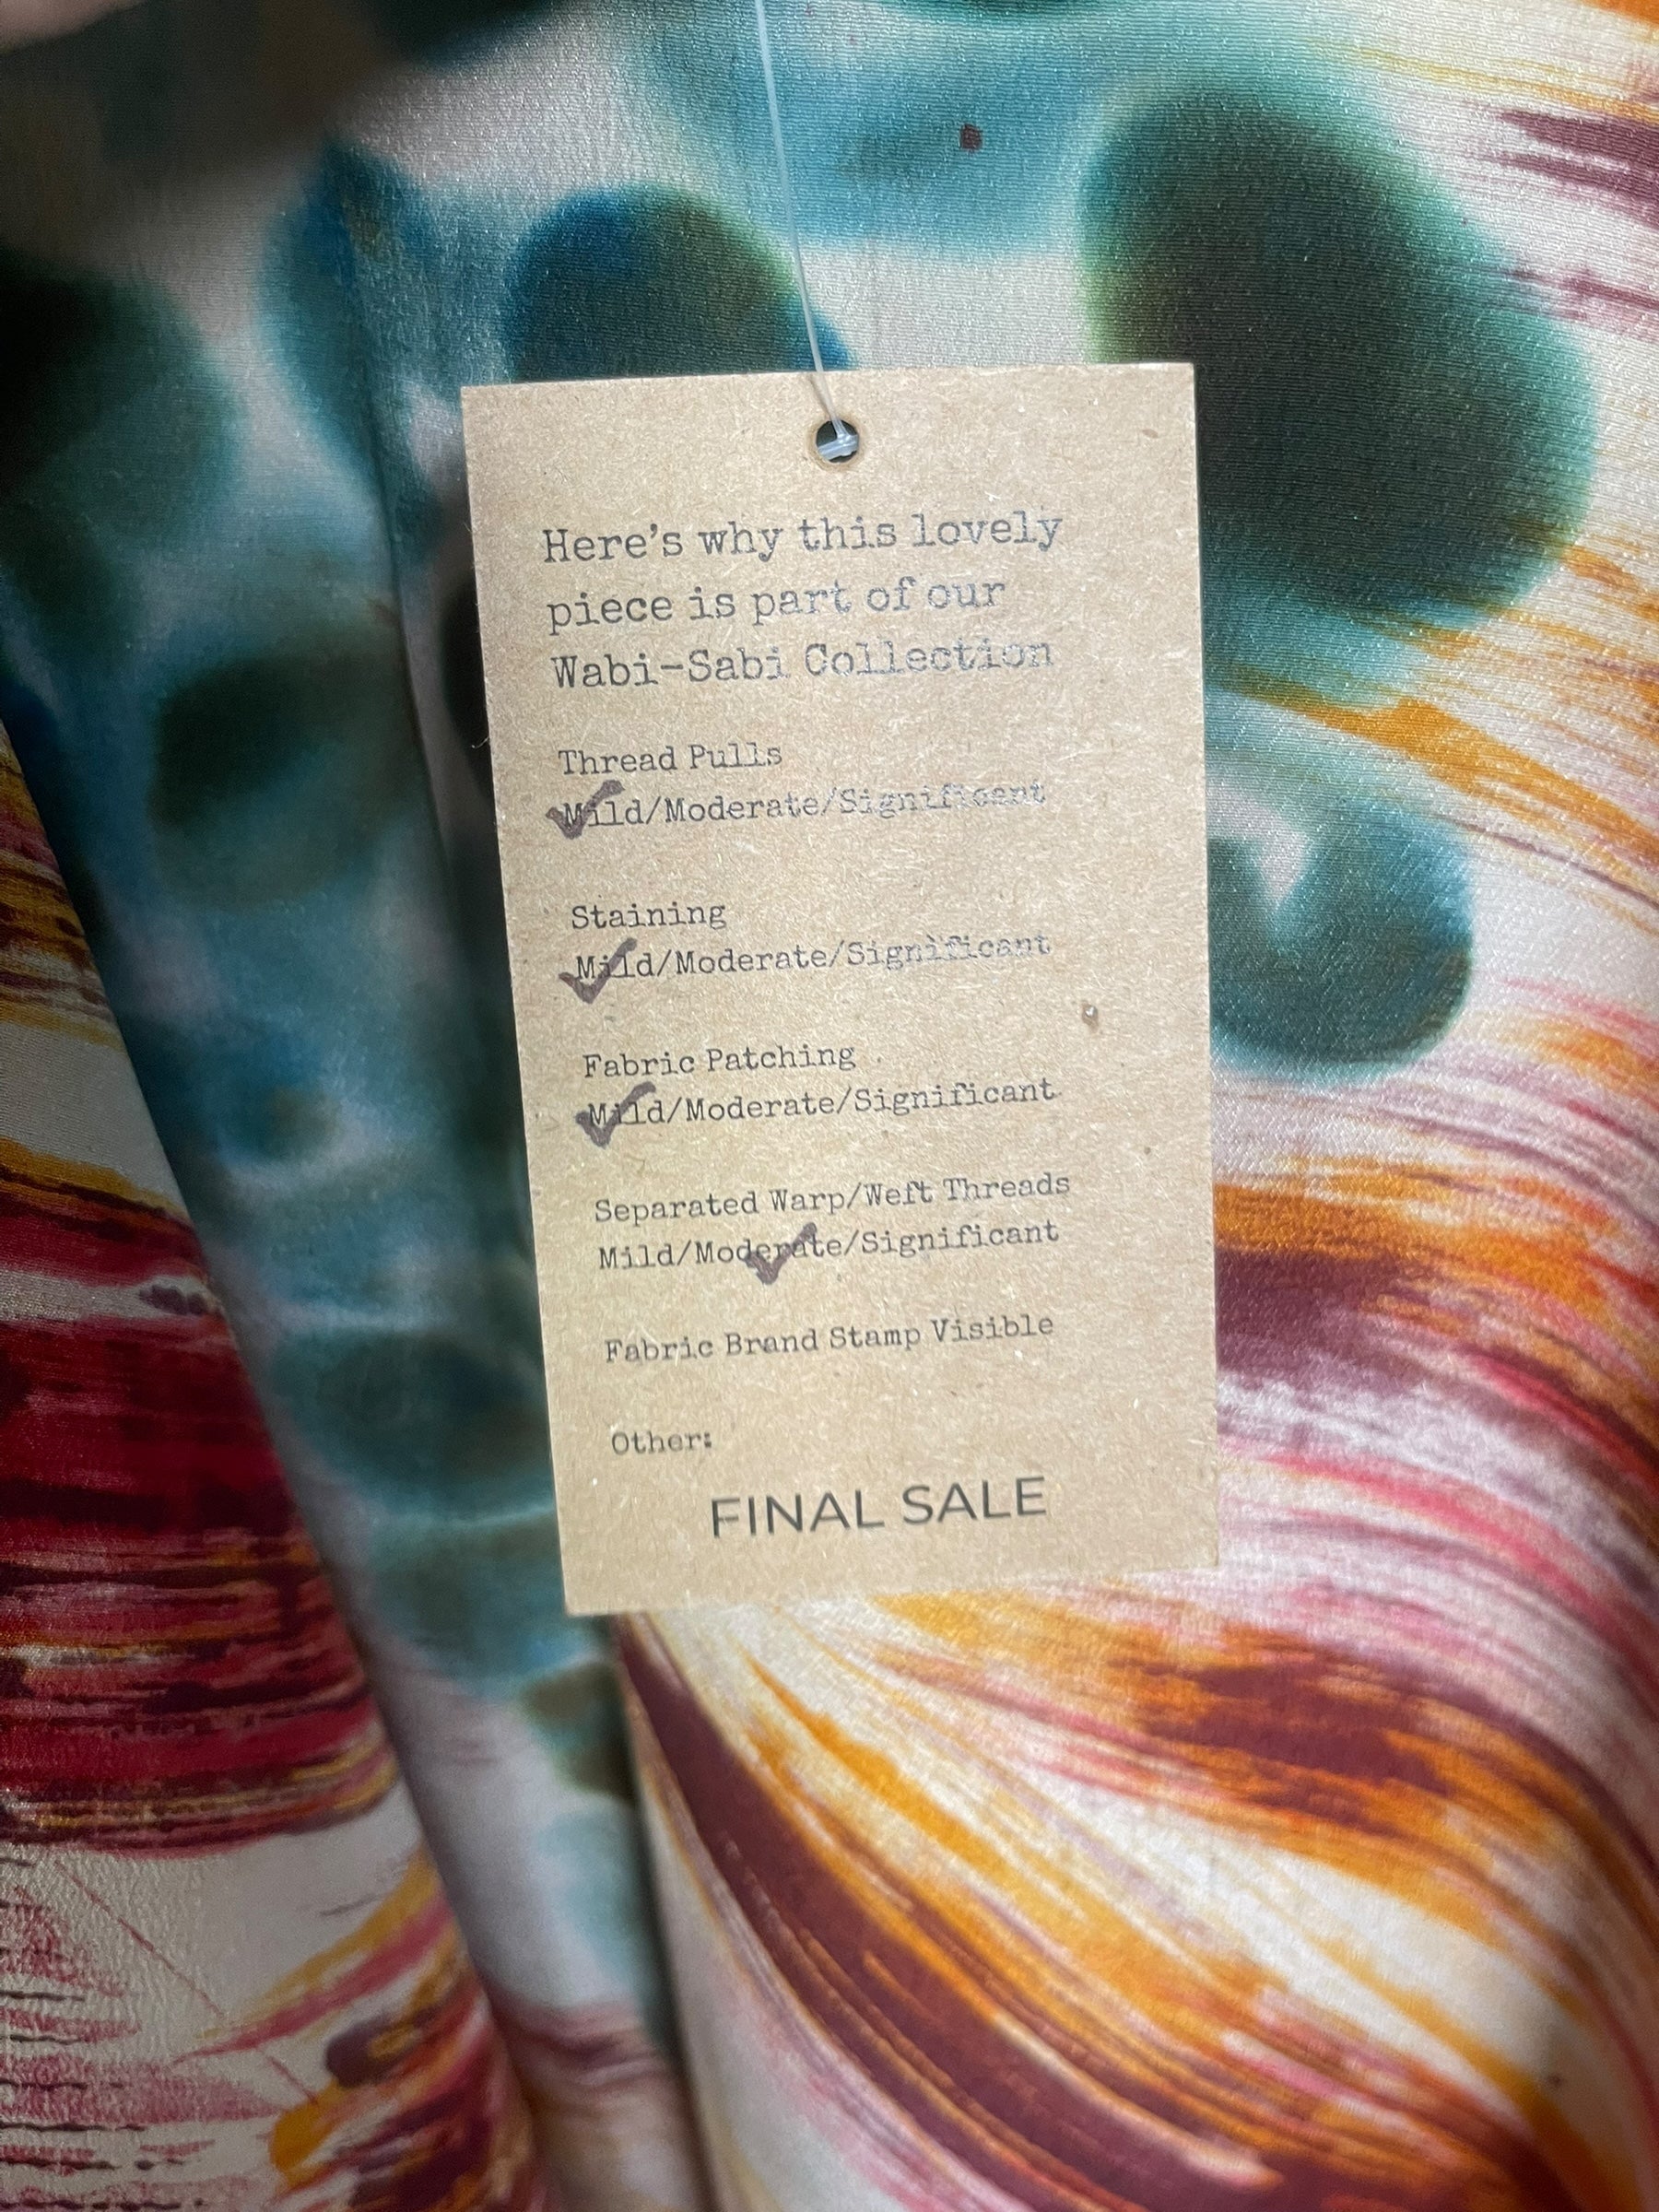 Here's why this lovely
piece is part of our
Wabi-Sabi Collection
Thread Pulls
Mild/Moderate/Significant
Staining
Mild/Moderate/Significant
Fabric Patching
Mild/Moderate/Significant
Separated Warp/Weft Threads
Mild/Moderate/Significant
Fabric Brand Stamp Visible
Other:
FINAL SALE